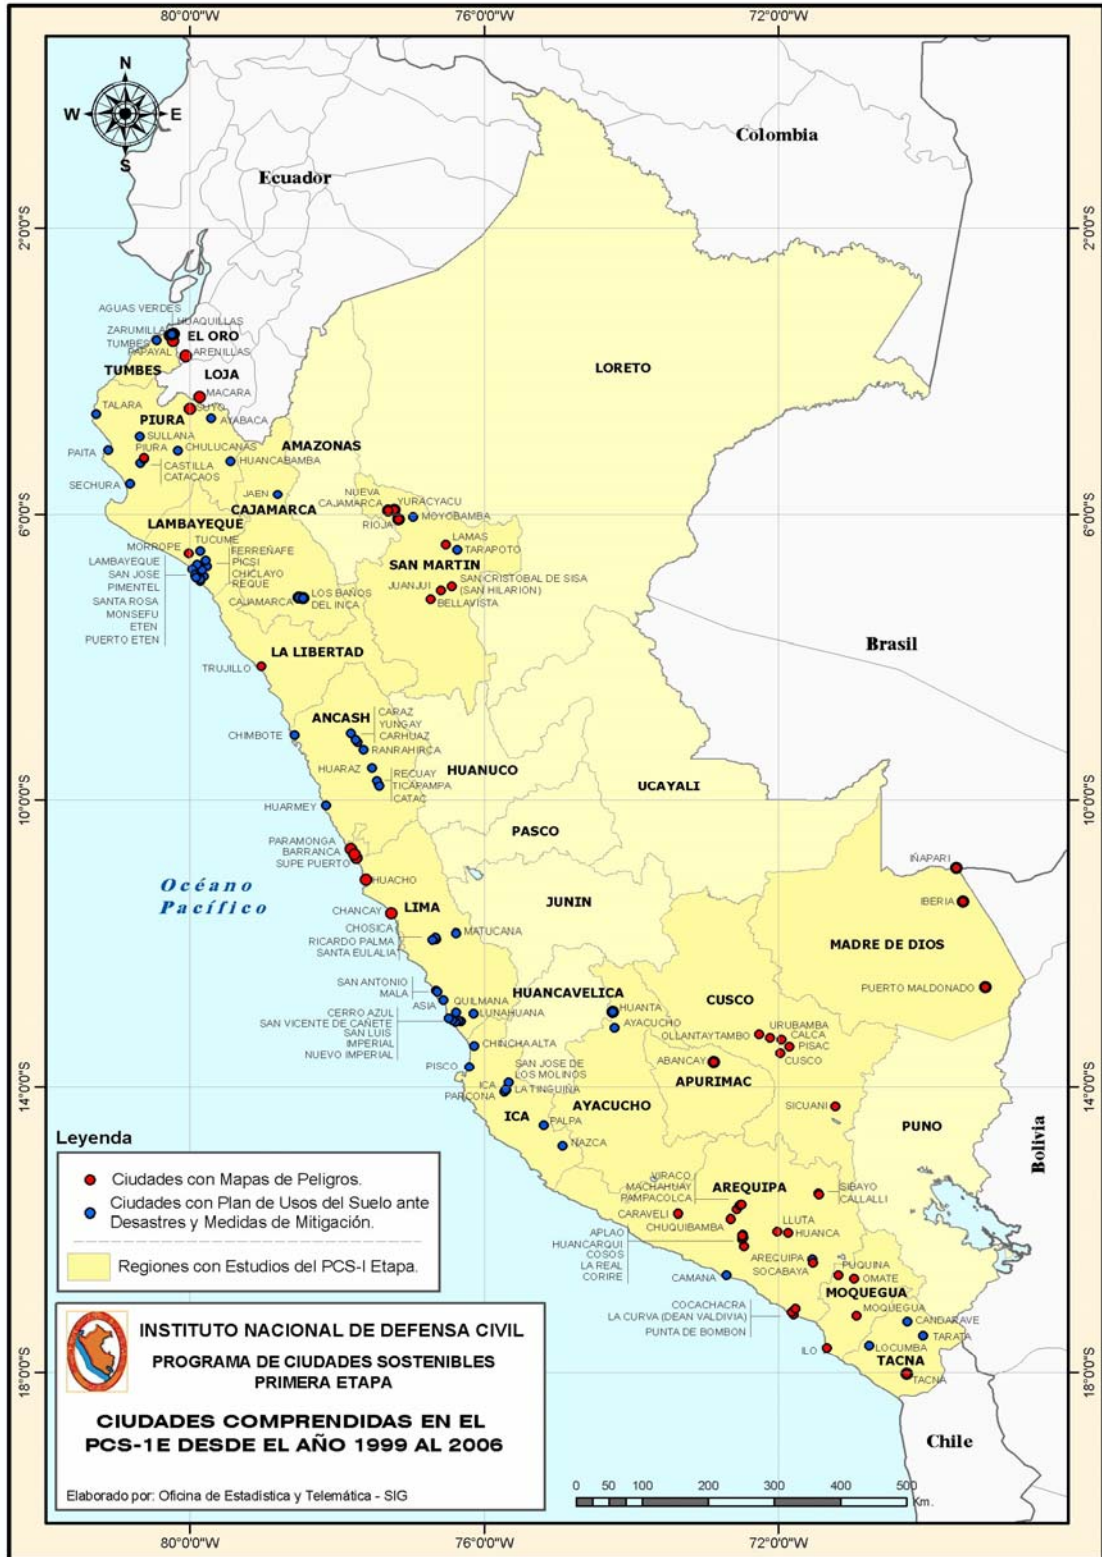 80°0'0"W
76°0'0"W
72°0'0"W
N
W
E
S
Colombia
Ecuador
2°0'0"S
2°0'0"S
AGUAS VERDES
HUAQUILLAS
ZARUMILLA
EL ORO
TUMBES
PAPAYAL
ARENILLAS
TUMBES
LOJA
LORETO
MACARA
TALARA
SUYO
PIURA
AYABACA
SULLANA
AMAZONAS
PIURA
CHULUCANAS
PAITA
HUANCABAMBA
CASTILLA
CATACAOS
SECHURA
JAEN
NUEVA
CAJAMARCA
YURACYACU
CAJAMARCA
6°0'0"S
6°0'0"S
LAMBAYEQUE
RIOJA
MOYOBAMBA
TUCUME
LAMAS
MORROPE
FERREÑAFE
TARAPOTO
LAMBAYEQUE
PICSI
SAN MARTIN
SAN JOSE
CHICLAYO
PIMENTEL
REQUE
JUANJUI
SAN CRISTOBAL DE SISA
(SAN HILARION)
SANTA ROSA
CAJAMARCA
LOS BAÑOS
DEL INCA
BELLAVISTA
MONSEFU
ETEN
PUERTO ETEN
Brasil
LA LIBERTAD
TRUJILLO
ANCASH
CARAZ
YUNGAY
CARHUAZ
CHIMBOTE
RANRAHIRCA
HUARAZ
HUANUCO
RECUAY
TICAPAMPA
CATAC
UCAYALI
10°0'0"S
10°0'0"S
HUARMEY
PASCO
PARAMONGA
BARRANCA
SUPE PUERTO
IÑAPARI
HUACHO
Océano
Pacífico
IBERIA
JUNIN
CHANCAY
LIMA
CHOSICA
MATUCANA
RICARDO PALMA
SANTA EULALIA
MADRE DE DIOS
SAN ANTONIO
MALA
PUERTO MALDONADO
HUANCAVELICA
CUSCO
ASIA
QUILMANA
HUANTA
CERRO AZUL
LUNAHUANA
SAN VICENTE DE CAÑETE
AYACUCHO
URUBAMBA
SAN LUIS
OLLANTAYTAMBO
CALCA
IMPERIAL
PISAC
NUEVO IMPERIAL
CHINCHA ALTA
CUSCO
SAN JOSE DE
LOS MOLINOS
ABANCAY
PISCO
APURIMAC
ICA
LA TINGUIÑA
14°0'0"S
14°0'0"S
PARCONA
AYACUCHO
SICUANI
ICA
PALPA
PUNO
Bolivia
NAZCA
Leyenda
Ciudades con Mapas de Peligros.
Ciudades con Plan de Usos del Suelo ante
Desastres y Medidas de Mitigación.
Regiones con Estudios del PCS-I Etapa.
VIRACO
MACHAHUAY
PAMPACOLCA
AREQUIPA
SIBAYO
CALLALLI
CARAVELI
CHUQUIBAMBA
LLUTA
HUANCA
APLAO
HUANCARQUI
COSOS
LA REAL
CORIRE
AREQUIPA
SOCABAYA
PUQUINA
OMATE
CAMANA
MOQUEGUA
COCACHACRA
LA CURVA (DEAN VALDIVIA)
PUNTA DE BOMBON
MOQUEGUA
CANDARAVE
TARATA
ILO
LOCUMBA
TACNA
TACNA
18°0'0"S
18°0'0"S
INSTITUTO NACIONAL DE DEFENSA CIVIL
PROGRAMA DE CIUDADES SOSTENIBLES
PRIMERA ETAPA
CIUDADES COMPRENDIDAS EN EL
PCS-1E DESDE EL AÑO 1999 AL 2006
Elaborado por: Oficina de Estadística y Telemática - SIG
Chile
0 50 100 200 300 400 500
Km.
80°0'0"W
76°0'0"W
72°0'0"W